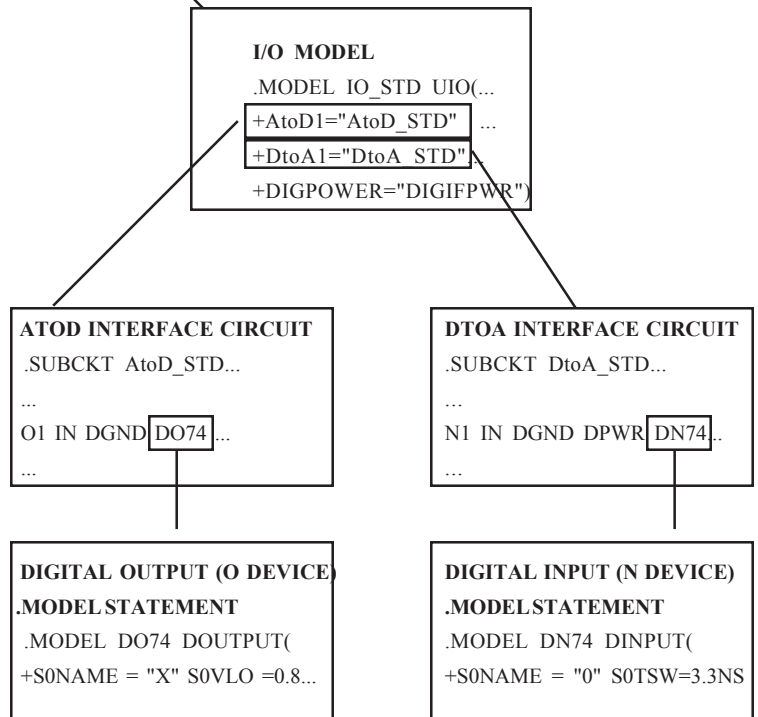 I/O MODEL
.MODEL IO_STD UIO(...
+AtoD1="AtoD_STD" ...
+DtoA1="DtoA_STD"...
+DIGPOWER="DIGIFPWR")
ATOD INTERFACE CIRCUIT
.SUBCKT AtoD_STD...
...
O1 IN DGND DO74 ...
...
DTOA INTERFACE CIRCUIT
.SUBCKT DtoA_STD...
...
N1 IN DGND DPWR DN74...
...
DIGITAL OUTPUT (O DEVICE)
.MODEL STATEMENT
.MODEL DO74 DOUTPUT(
+S0NAME = "X" S0VLO =0.8...
DIGITAL INPUT (N DEVICE)
.MODEL STATEMENT
.MODEL DN74 DINPUT(
+S0NAME = "0" S0TSW=3.3NS